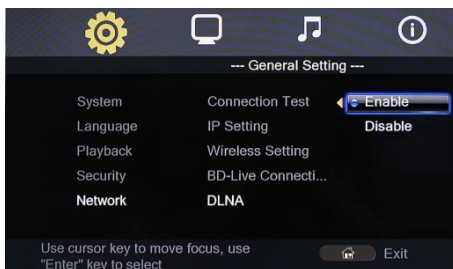 --- General Setting ---
System Connection Test Enable
Language IP Setting Disable
Playback Wireless Setting
Security BD-Live Connecti...
Network DLNA
Use cursor key to move focus, use
"Enter" key to select
Exit